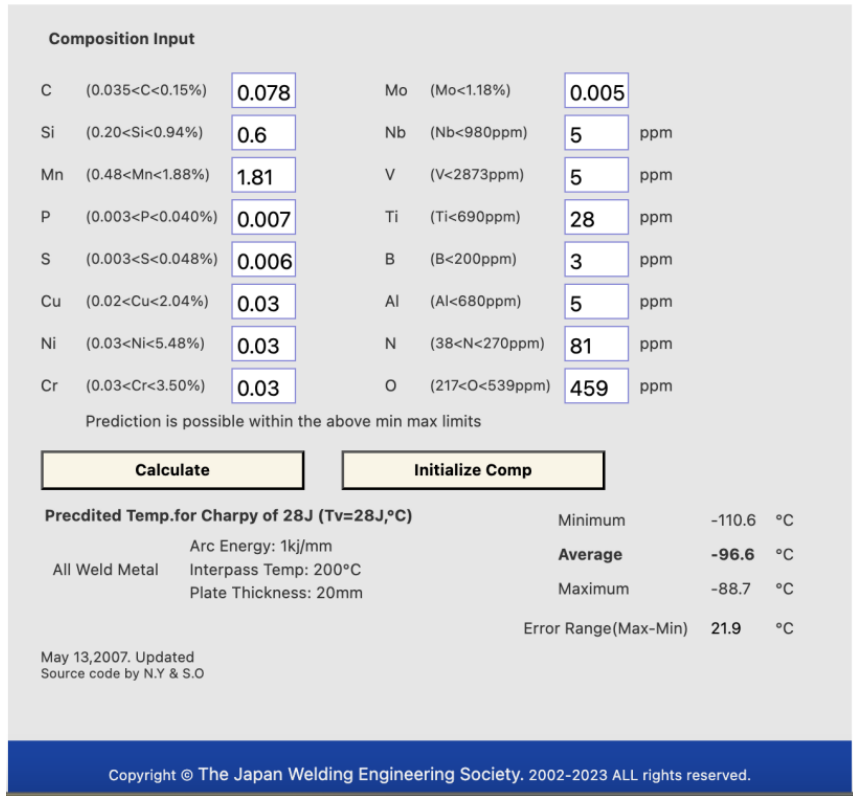 Composition Input
C (0.035<C<0.15%) 0.078 Mo (Mo<1.18%) 0.005
Si (0.20<Si<0.94%) 0.6 Nb (Nb<980ppm) 5 ppm
Mn (0.48<Mn<1.88%) 1.81 V (V<2873ppm) 5 ppm
P (0.003<P<0.040%) 0.007 Ti (Ti<690ppm) 28 ppm
S (0.003<S<0.048%) 0.006 B (B<200ppm) 3 ppm
Cu (0.02<Cu<2.04%) 0.03 Al (Al<680ppm) 5 ppm
Ni (0.03<Ni<5.48%) 0.03 N (38<N<270ppm) 81 ppm
Cr (0.03<Cr<3.50%) 0.03 O (217<O<539ppm) 459 ppm
Prediction is possible within the above min max limits
Calculate Initialize Comp
Precdited Temp.for Charpy of 28J (Tv=28J,°C) Minimum -110.6 °C
Arc Energy: 1kj/mm Average -96.6 °C
All Weld Metal Interpass Temp: 200°C
Plate Thickness: 20mm Maximum -88.7 °C
Error Range(Max-Min) 21.9 °C
May 13,2007. Updated
Source code by N.Y & S.O
Copyright © The Japan Welding Engineering Society. 2002-2023 ALL rights reserved.